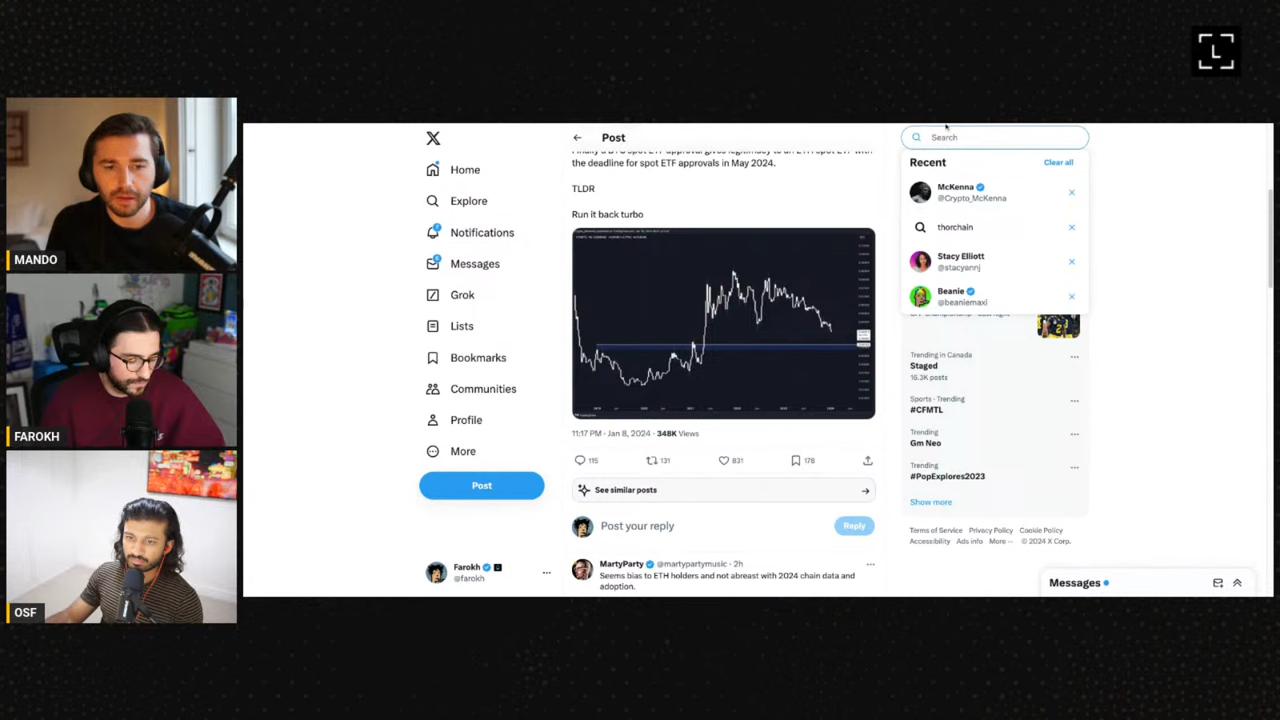 L
MANDO
FAROKH
OSF
Home
Explore
Notifications
Messages
Grok
Lists
Bookmarks
Communities
Profile
More
Post
Farokh
@farokh
Post
the deadline for spot ETF approvals in May 2024.
TLDR
Run it back turbo
11:17 PM · Jan 8, 2024 · 348K Views
115 131 831 178
See similar posts
Post your reply
Reply
MartyParty @martypartymusic · 2h
Seems bias to ETH holders and not abreast with 2024 chain data and
adoption.
Search
Recent
Clear all
McKenna
@Crypto_McKenna
thorchain
Stacy Elliott
@stacyannj
Beanie
@beaniemaxi
Trending in Canada
Staged
16.3K posts
Sports · Trending
#CFMTL
Trending
Gm Neo
Trending
#PopExplores2023
Show more
Terms of Service Privacy Policy Cookie Policy
Accessibility Ads info More ··· © 2024 X Corp.
Messages